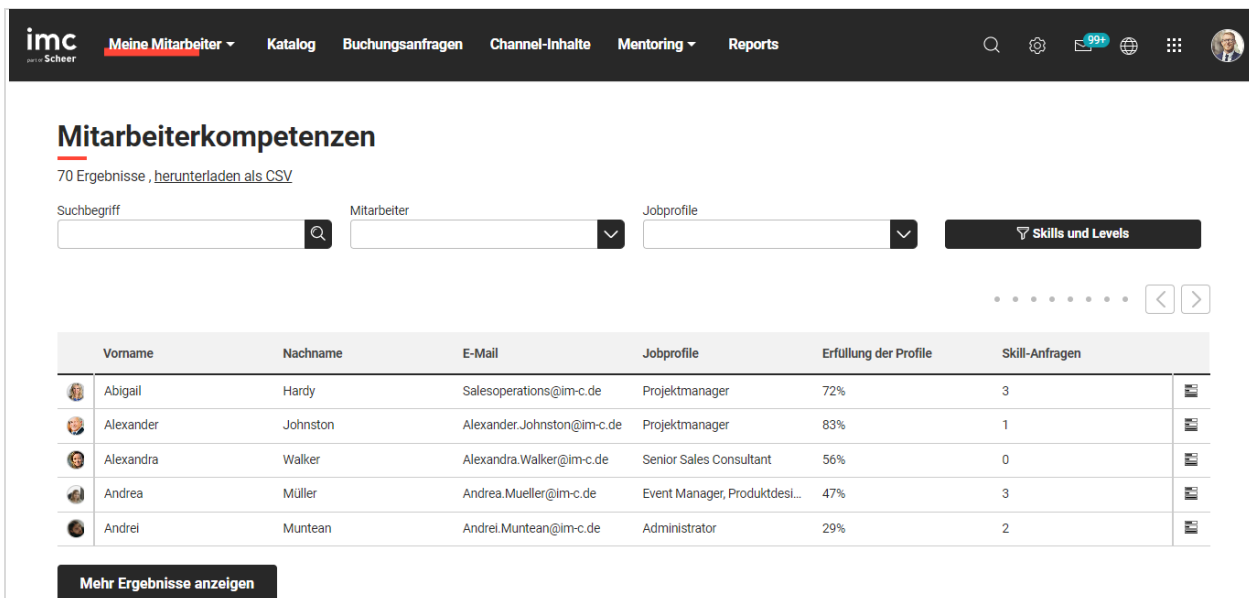 imc
part of Scheer
Meine Mitarbeiter Katalog Buchungsanfragen Channel-Inhalte Mentoring Reports 99+
Mitarbeiterkompetenzen
70 Ergebnisse , herunterladen als CSV
Suchbegriff Mitarbeiter Jobprofile
Skills und Levels
Vorname Nachname E-Mail Jobprofile Erfüllung der Profile Skill-Anfragen
Abigail Hardy Salesoperations@im-c.de Projektmanager 72% 3
Alexander Johnston Alexander.Johnston@im-c.de Projektmanager 83% 1
Alexandra Walker Alexandra.Walker@im-c.de Senior Sales Consultant 56% 0
Andrea Müller Andrea.Mueller@im-c.de Event Manager, Produktdesi... 47% 3
Andrei Muntean Andrei.Muntean@im-c.de Administrator 29% 2
Mehr Ergebnisse anzeigen